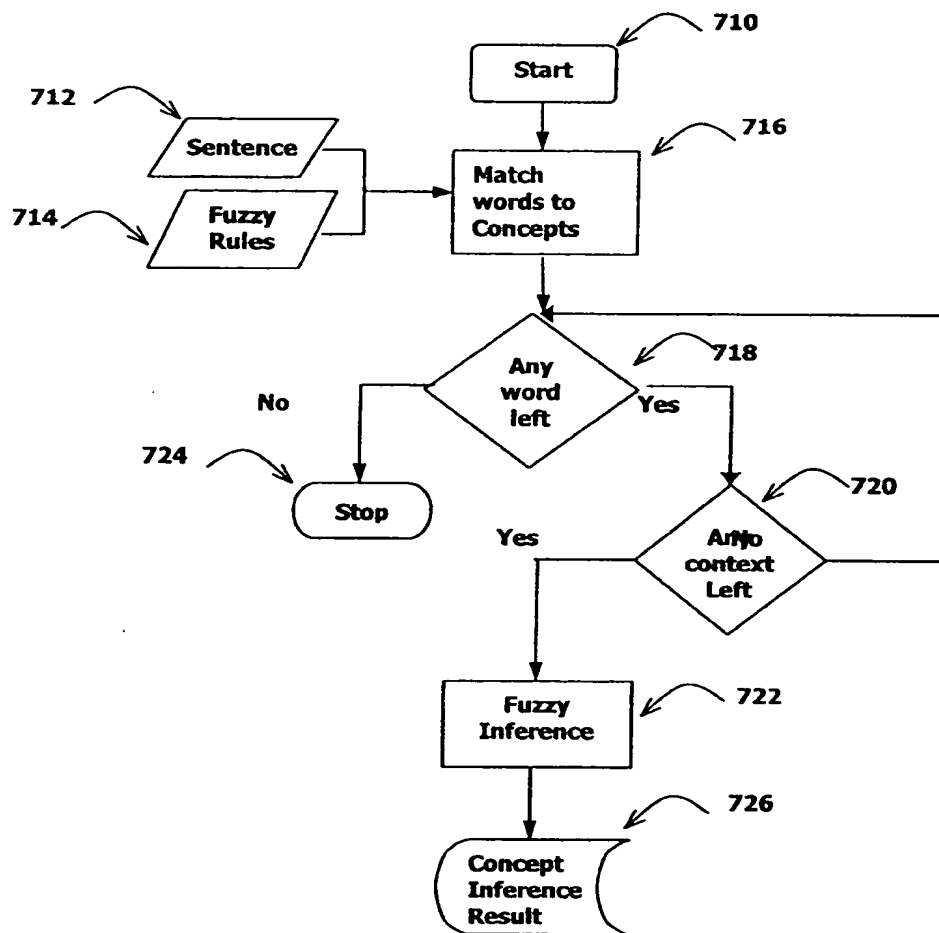 710
Start
712
716
Sentence
Match
words to
Concepts
714
Fuzzy
Rules
718
Any
word
left
No
Yes
724
720
Stop
Yes
Any
No
context
Left
722
Fuzzy
Inference
726
Concept
Inference
Result